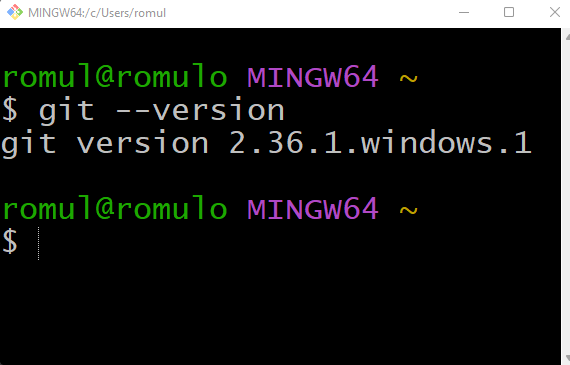 MINGW64:/c/Users/romul
romul@romulo MINGW64 ~
$ git --version
git version 2.36.1.windows.1
romul@romulo MINGW64 ~
$